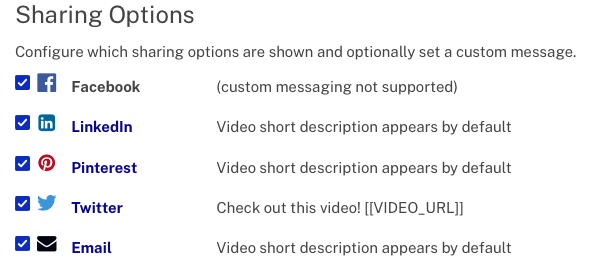 Sharing Options
Configure which sharing options are shown and optionally set a custom message.
Facebook (custom messaging not supported)
LinkedIn Video short description appears by default
Pinterest Video short description appears by default
Twitter Check out this video! [[VIDEO_URL]]
Email Video short description appears by default